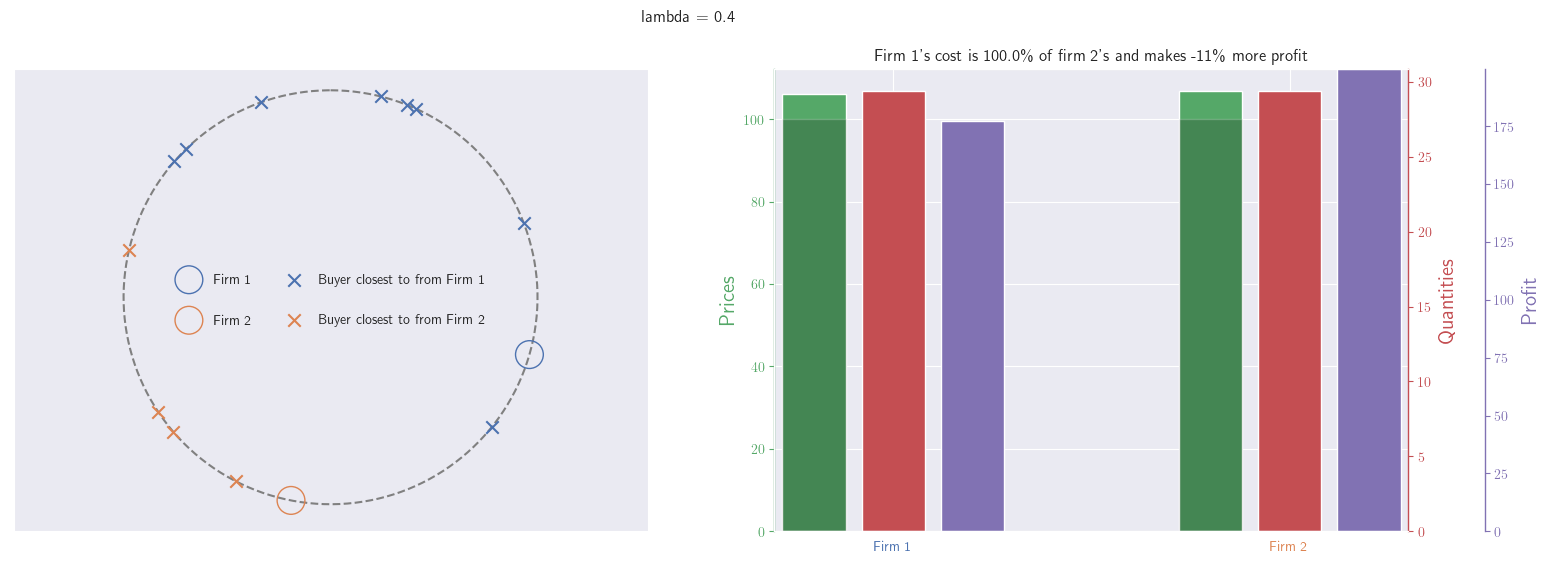 lambda = 0.4
Firm 1 Buyer closest to from Firm 1
Firm 2 Buyer closest to from Firm 2
Firm 1's cost is 100.0% of firm 2's and makes -11% more profit
Prices
100
80
60
40
20
0
Firm 1
Firm 2
30
25
20
15
10
5
0
Quantities
175
150
125
100
75
50
25
0
Profit